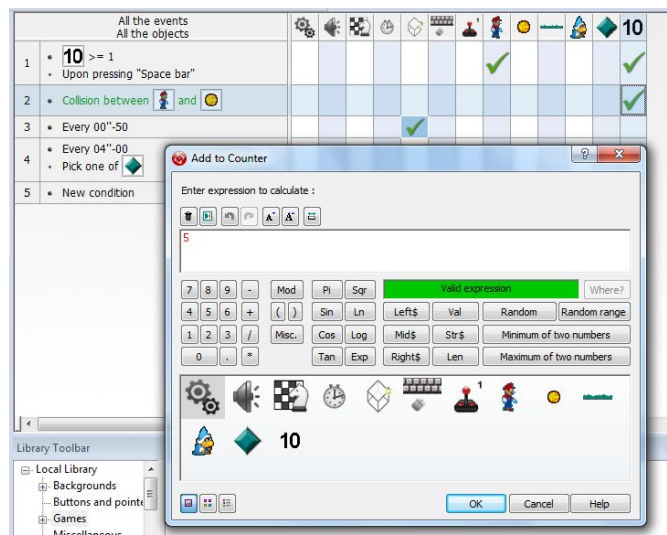 All the events
All the objects
1
10
1 • 10 >= 1
• Upon pressing "Space bar"
2 • Collision between and
3 • Every 00"-50
4 • Every 04"-00
• Pick one of
5 • New condition
Add to Counter
?
Enter expression to calculate :
A+ A-
5
7 8 9 - Mod Pi Sqr Valid expression Where?
4 5 6 + ( ) Sin Ln Left$ Val Random Random range
1 2 3 / Misc. Cos Log Mid$ Str$ Minimum of two numbers
0 . * Tan Exp Right$ Len Maximum of two numbers
1
10
OK Cancel Help
Library Toolbar
Local Library
Backgrounds
Buttons and pointe
Games
Miscellaneous